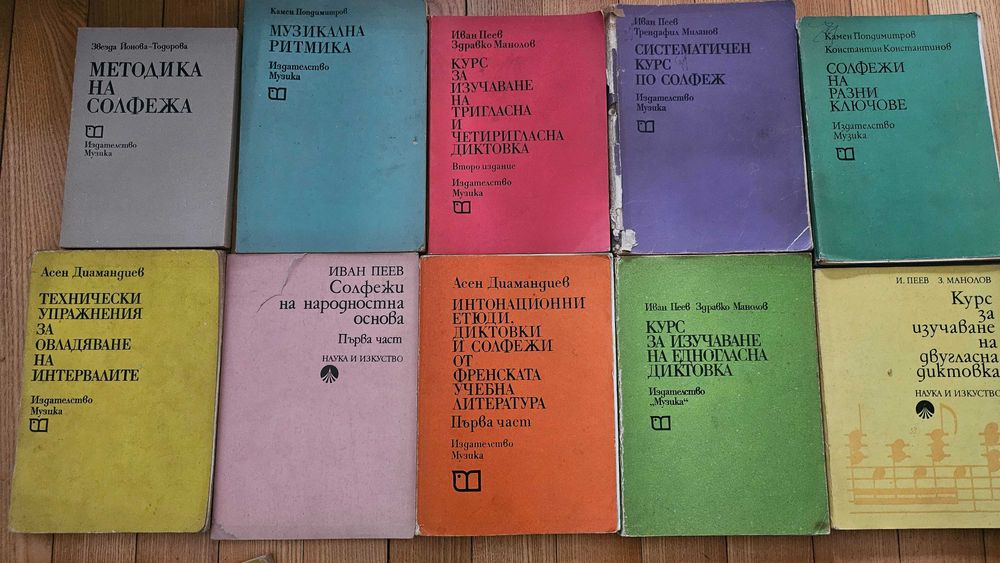 Звезда Йонова-Тодорова
МЕТОДИКА
НА
СОЛФЕЖА
Издателство
Музика
Камен Попдимитров
МУЗИКАЛНА
РИТМИКА
Издателство
Музика
Иван Пеев
Здравко Манолов
КУРС
ЗА
ИЗУЧАВАНЕ
НА
ТРИГЛАСНА
И
ЧЕТИРИГЛАСНА
ДИКТОВКА
Второ издание
Издателство
Музика
Иван Пеев
Трендафил Миланов
СИСТЕМАТИЧЕН
КУРС
ПО СОЛФЕЖ
Издателство
Музика
Камен Попдимитров
Константин Константинов
СОЛФЕЖИ
НА
РАЗНИ
КЛЮЧОВЕ
Издателство
Музика
Асен Диамандиев
ТЕХНИЧЕСКИ
УПРАЖНЕНИЯ
ЗА
ОВЛАДЯВАНЕ
НА
ИНТЕРВАЛИТЕ
Издателство
Музика
ИВАН ПЕЕВ
Солфежи
на народностна
основа
Първа част
НАУКА И ИЗКУСТВО
Асен Диамандиев
ИНТОНАЦИОННИ
ЕТЮДИ,
ДИКТОВКИ
И СОЛФЕЖИ
ОТ
ФРЕНСКАТА
УЧЕБНА
ЛИТЕРАТУРА
Първа част
Издателство
Музика
Иван Пеев Здравко Манолов
КУРС
ЗА ИЗУЧАВАНЕ
НА ЕДНОГЛАСНА
ДИКТОВКА
Издателство
„Музика“
И. ПЕЕВ З. МАНОЛОВ
Курс
за
изучаване
на
двугласна
диктовка
НАУКА И ИЗКУСТВО